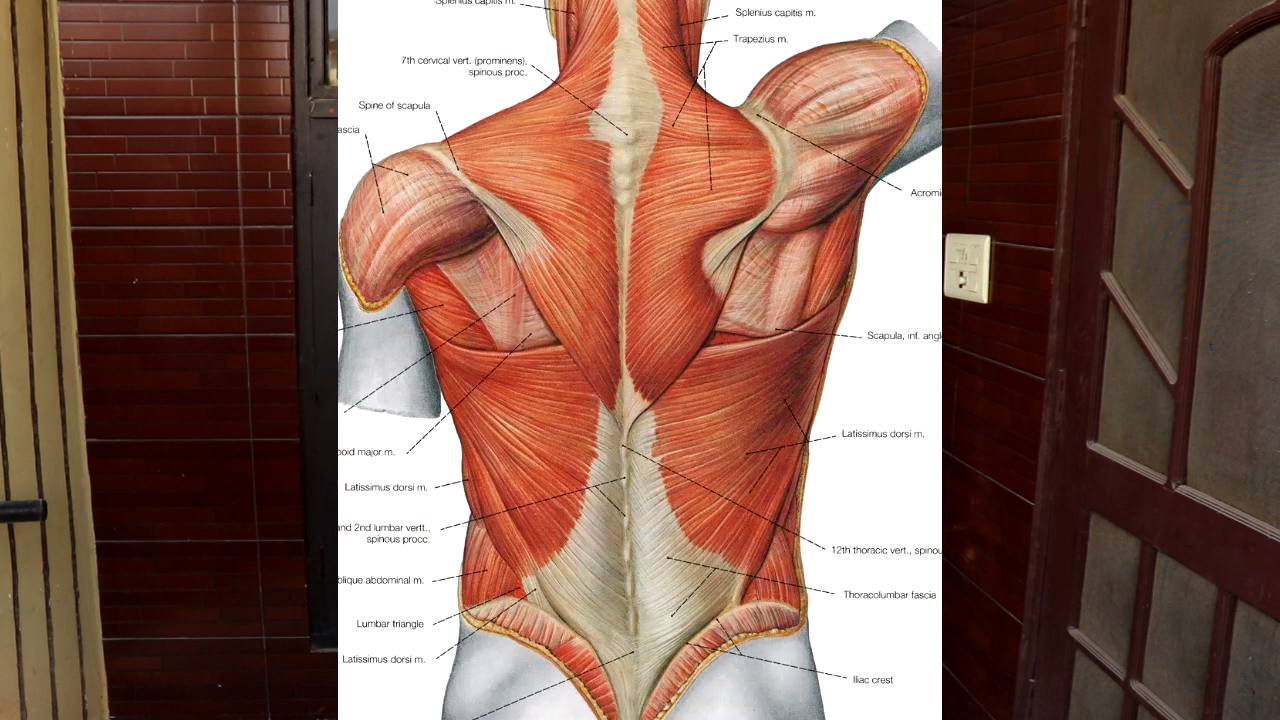 Splenius capitis m.
Splenius capitis m.
Trapezius m.
7th cervical vert. (prominens),
spinous proc.
Spine of scapula
ascia
Acromi
Scapula, inf. angl
Latissimus dorsi m.
boid major m.
Latissimus dorsi m.
and 2nd lumbar vertt.,
spinous procc.
12th thoracic vert., spinou
blique abdominal m.
Thoracolumbar fascia
Lumbar triangle
Latissimus dorsi m.
Iliac crest